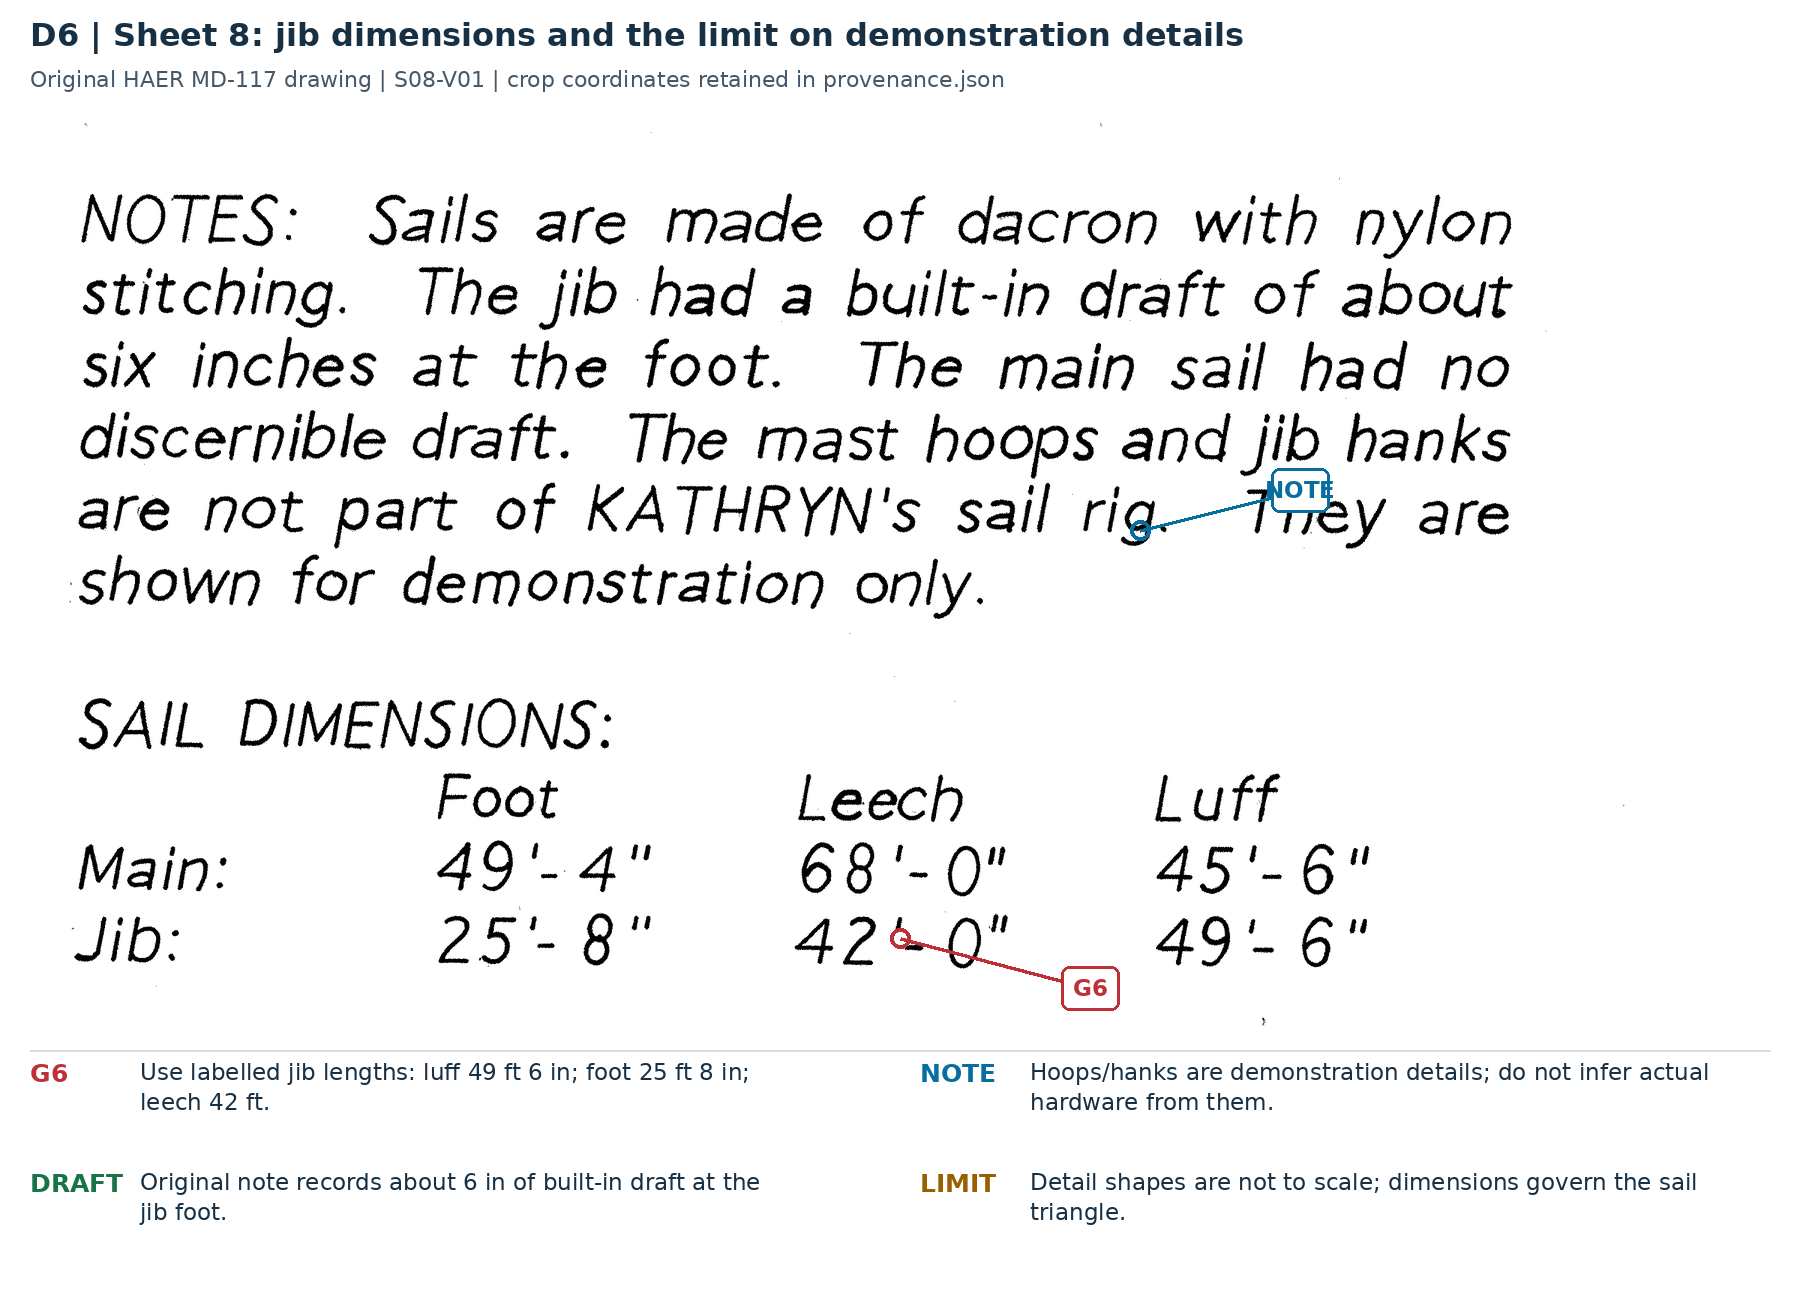 D6 | Sheet 8: jib dimensions and the limit on demonstration details
Original HAER MD-117 drawing | S08-V01 | crop coordinates retained in provenance.json
NOTES: Sails are made of dacron with nylon
stitching. The jib had a built-in draft of about
six inches at the foot. The main sail had no
discernible draft. The mast hoops and jib hanks
are not part of KATHRYN's sail rig. They are
NOTE
shown for demonstration only.
SAIL DIMENSIONS:
Foot Leech Luff
Main: 49'-4" 68'-0" 45'-6"
Jib: 25'-8" 42'-0" 49'-6"
G6
G6 Use labelled jib lengths: luff 49 ft 6 in; foot 25 ft 8 in;
leech 42 ft.
NOTE Hoops/hanks are demonstration details; do not infer actual
hardware from them.
DRAFT Original note records about 6 in of built-in draft at the
jib foot.
LIMIT Detail shapes are not to scale; dimensions govern the sail
triangle.